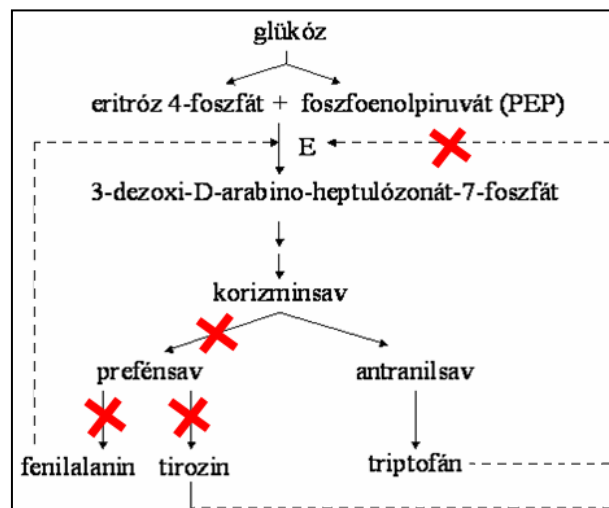 glükóz
eritróz 4-foszfát + foszfoenolpiruvát (PEP)
E
3-dezoxi-D-arabino-heptulózonát-7-foszfát
korizminsav
prefénsav antranilsav
fenilalanin tirozin triptofán